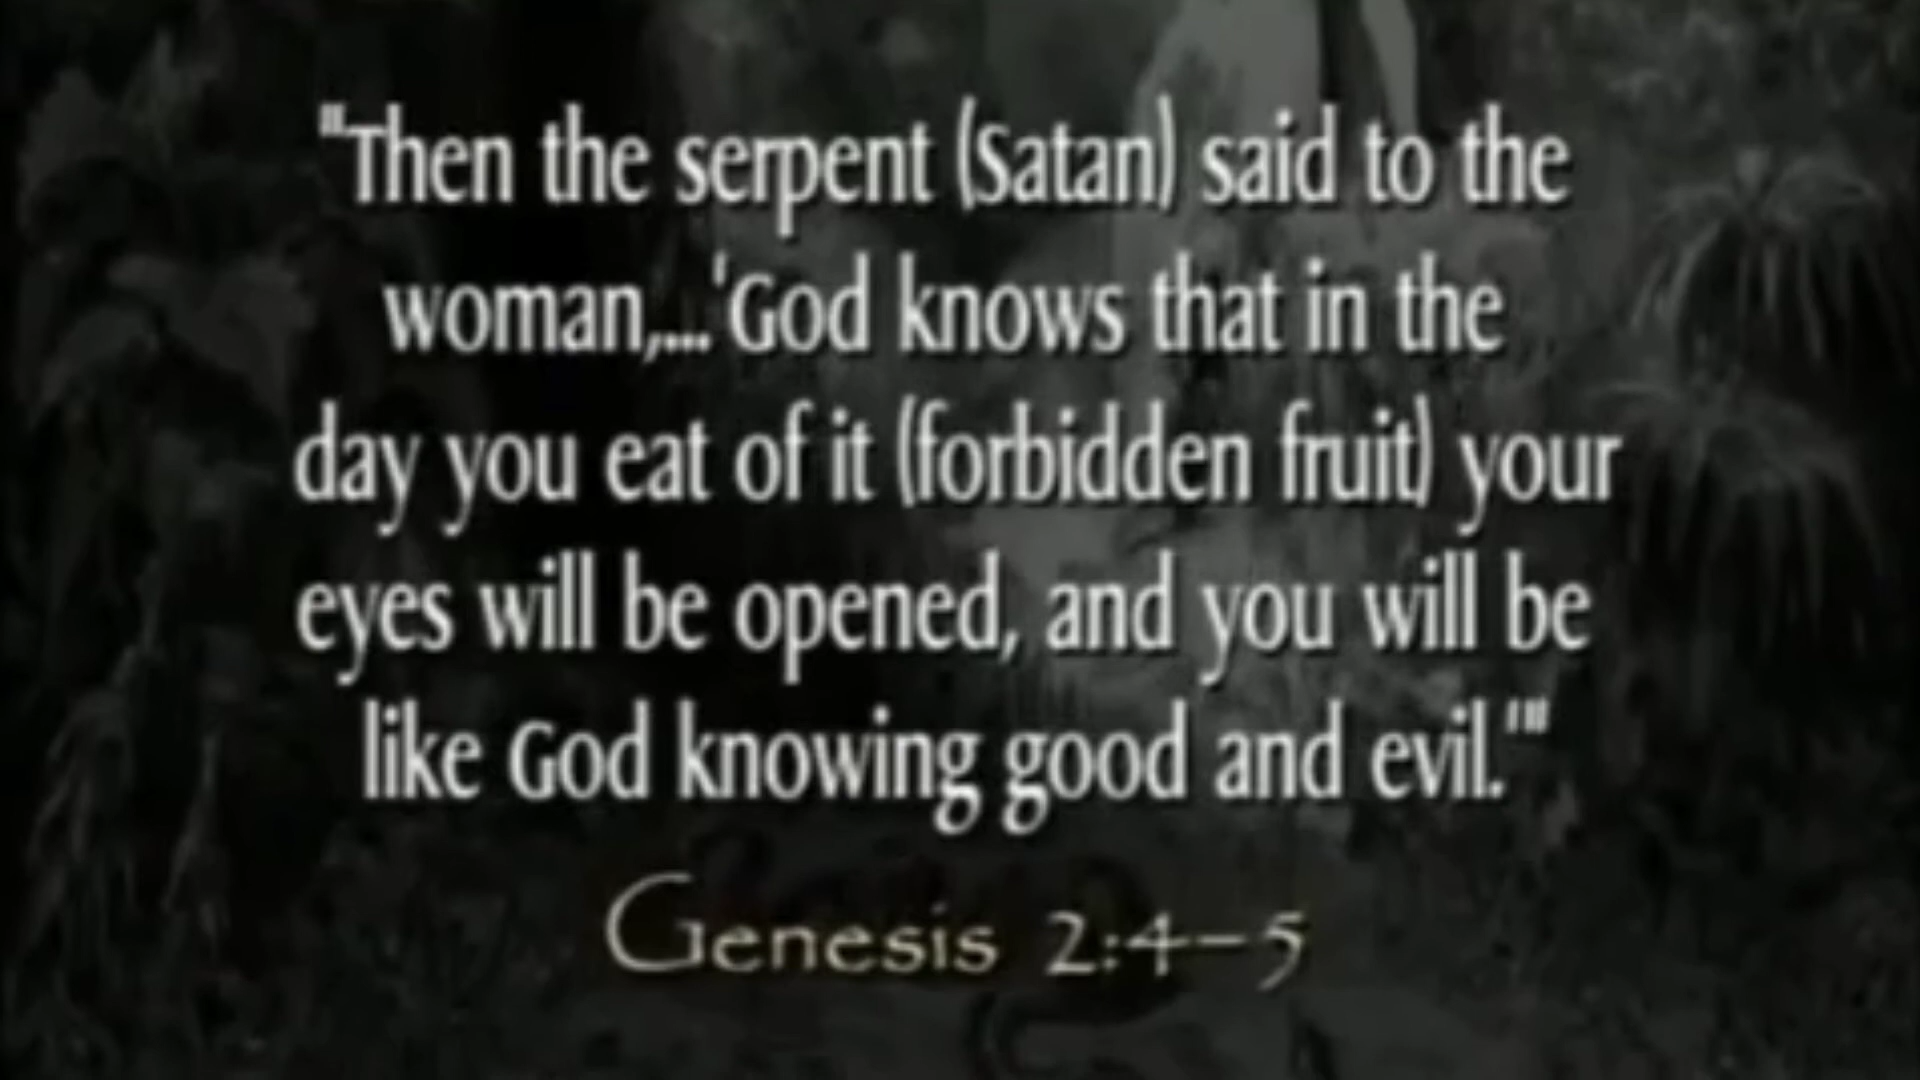 "Then the serpent (Satan) said to the
woman,...'God knows that in the
day you eat of it (forbidden fruit) your
eyes will be opened, and you will be
like God knowing good and evil.'"
Genesis 2:4–5